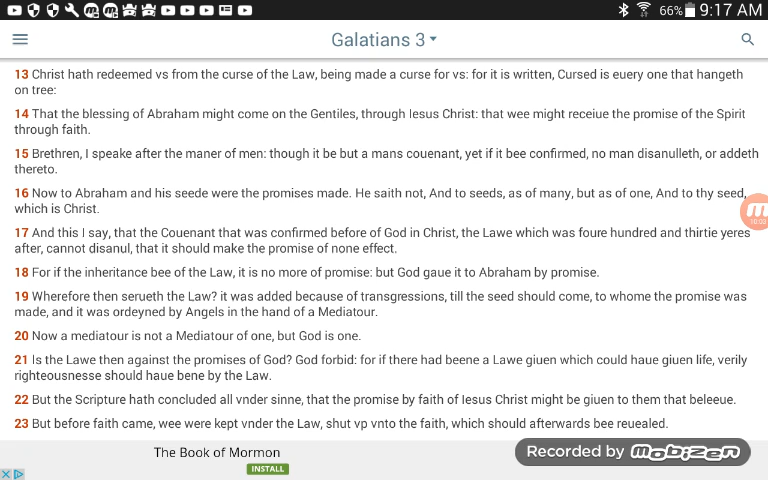 66% 9:17 AM
Galatians 3
13 Christ hath redeemed vs from the curse of the Law, being made a curse for vs: for it is written, Cursed is euery one that hangeth
on tree:
14 That the blessing of Abraham might come on the Gentiles, through Iesus Christ: that wee might receiue the promise of the Spirit
through faith.
15 Brethren, I speake after the maner of men: though it be but a mans couenant, yet if it bee confirmed, no man disanulleth, or addeth
thereto.
16 Now to Abraham and his seede were the promises made. He saith not, And to seeds, as of many, but as of one, And to thy seed,
which is Christ.
17 And this I say, that the Couenant that was confirmed before of God in Christ, the Lawe which was foure hundred and thirtie yeres
after, cannot disanul, that it should make the promise of none effect.
18 For if the inheritance bee of the Law, it is no more of promise: but God gaue it to Abraham by promise.
19 Wherefore then serueth the Law? it was added because of transgressions, till the seed should come, to whome the promise was
made, and it was ordeyned by Angels in the hand of a Mediatour.
20 Now a mediatour is not a Mediatour of one, but God is one.
21 Is the Lawe then against the promises of God? God forbid: for if there had beene a Lawe giuen which could haue giuen life, verily
righteousnesse should haue bene by the Law.
22 But the Scripture hath concluded all vnder sinne, that the promise by faith of Iesus Christ might be giuen to them that beleeue.
23 But before faith came, wee were kept vnder the Law, shut vp vnto the faith, which should afterwards bee reuealed.
The Book of Mormon
INSTALL
Recorded by mobizen